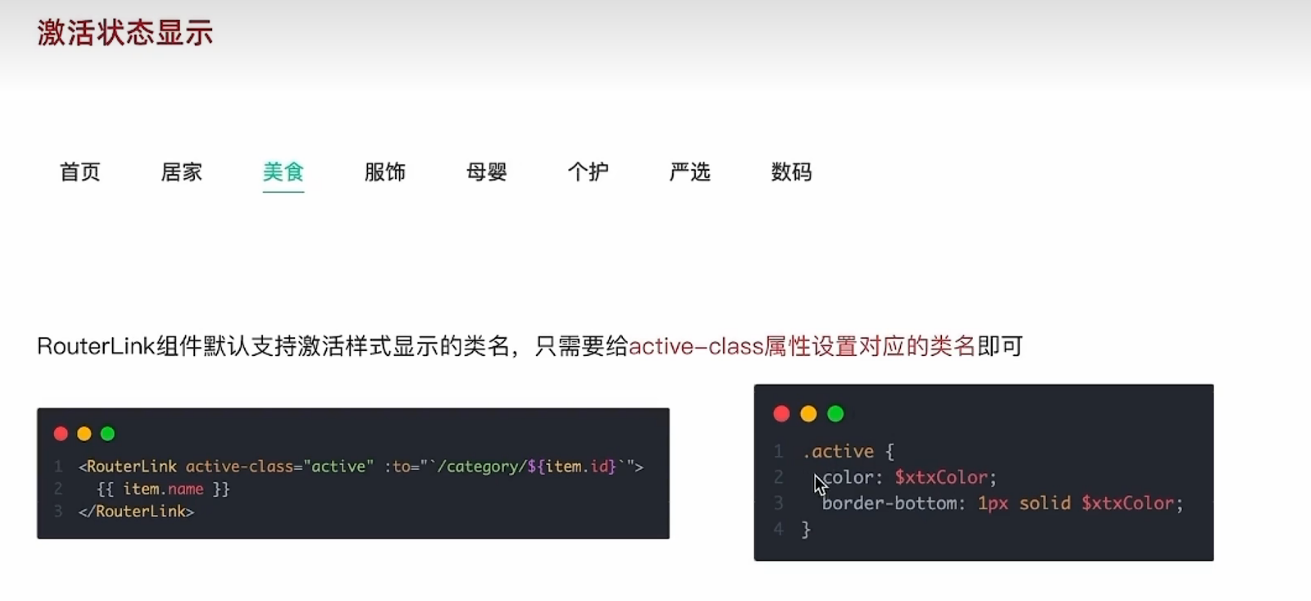 激活状态显示
首页 居家 美食 服饰 母婴 个护 严选 数码
RouterLink组件默认支持激活样式显示的类名，只需要给active-class属性设置对应的类名即可
1 <RouterLink active-class="active" :to="`/category/${item.id}`">
2 {{ item.name }}
3 </RouterLink>
1 .active {
2 color: $xtxColor;
3 border-bottom: 1px solid $xtxColor;
4 }